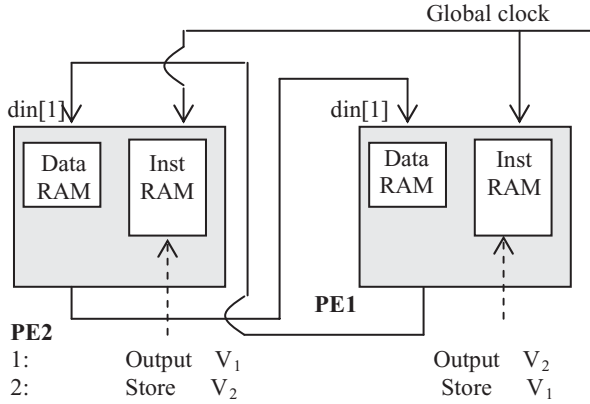 Global clock
din[1] din[1]
Data RAM Inst RAM Data RAM Inst RAM
PE2 PE1
1: Output V₁ Output V₂
2: Store V₂ Store V₁